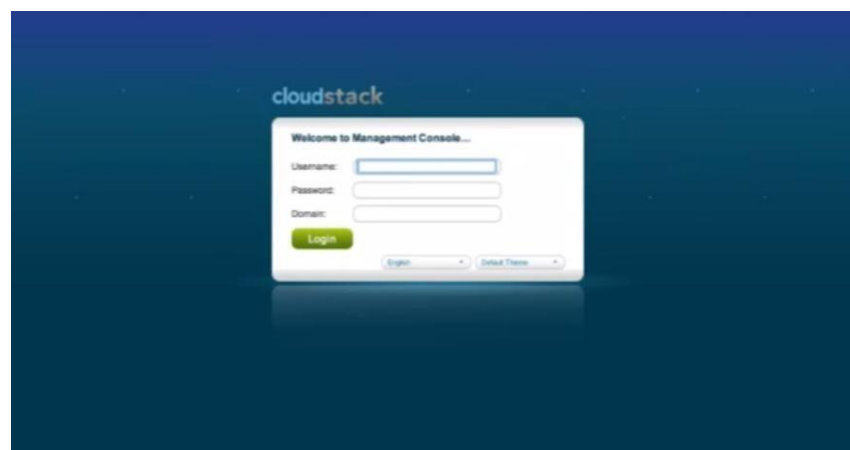 cloudstack
Welcome to Management Console...
Username:
Password:
Domain:
Login
English
Default Theme